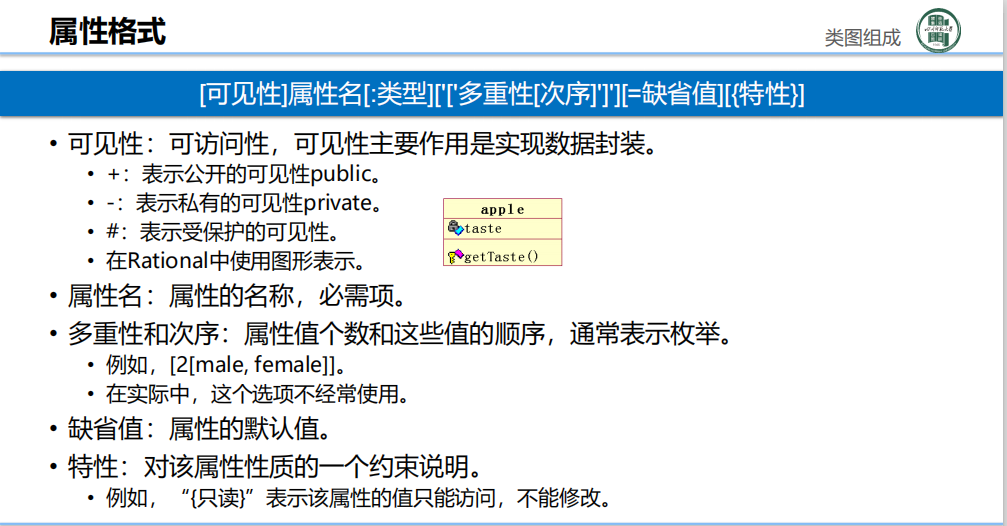 属性格式
类图组成
[可见性]属性名[:类型]['['多重性[次序]']'][=缺省值][{特性}]
• 可见性：可访问性，可见性主要作用是实现数据封装。
• +：表示公开的可见性public。
• -：表示私有的可见性private。
• #：表示受保护的可见性。
• 在Rational中使用图形表示。
apple
taste
getTaste()
• 属性名：属性的名称，必需项。
• 多重性和次序：属性值个数和这些值的顺序，通常表示枚举。
• 例如，[2[male, female]]。
• 在实际中，这个选项不经常使用。
• 缺省值：属性的默认值。
• 特性：对该属性性质的一个约束说明。
• 例如，“{只读}”表示该属性的值只能访问，不能修改。